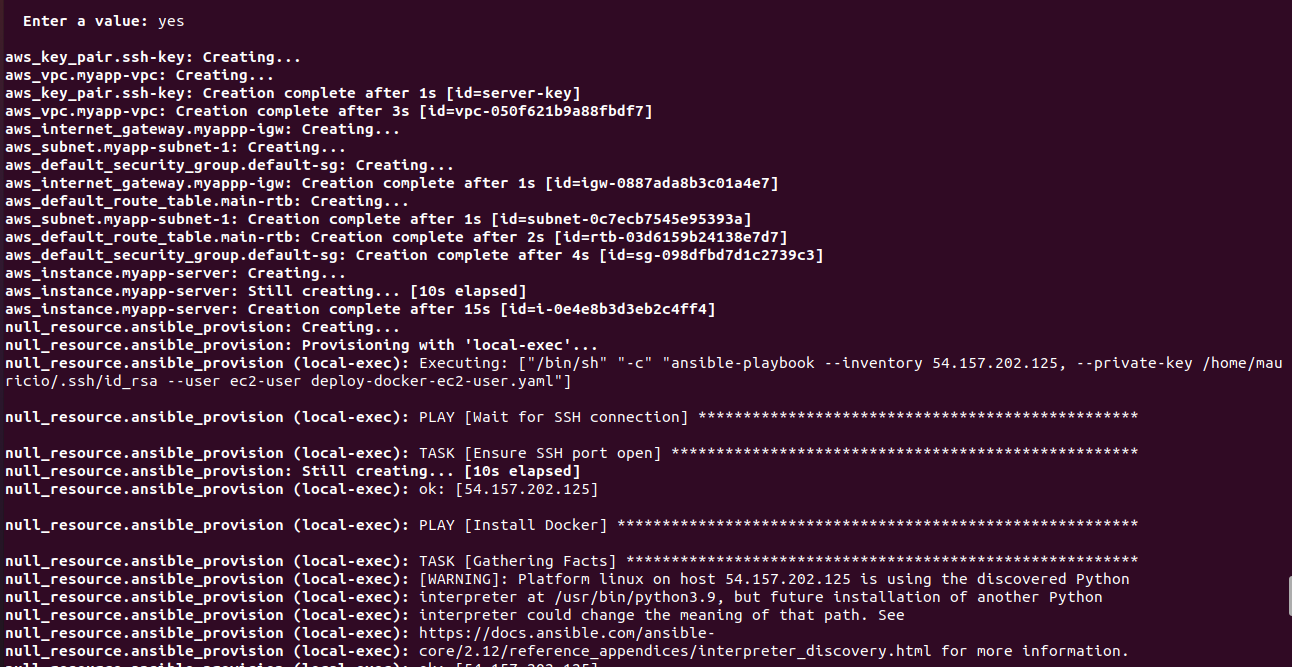 Enter a value: yes
aws_key_pair.ssh-key: Creating...
aws_vpc.myapp-vpc: Creating...
aws_key_pair.ssh-key: Creation complete after 1s [id=server-key]
aws_vpc.myapp-vpc: Creation complete after 3s [id=vpc-050f621b9a88fbdf7]
aws_internet_gateway.myappp-igw: Creating...
aws_subnet.myapp-subnet-1: Creating...
aws_default_security_group.default-sg: Creating...
aws_internet_gateway.myappp-igw: Creation complete after 1s [id=igw-0887ada8b3c01a4e7]
aws_default_route_table.main-rtb: Creating...
aws_subnet.myapp-subnet-1: Creation complete after 1s [id=subnet-0c7ecb7545e95393a]
aws_default_route_table.main-rtb: Creation complete after 2s [id=rtb-03d6159b24138e7d7]
aws_default_security_group.default-sg: Creation complete after 4s [id=sg-098dfbd7d1c2739c3]
aws_instance.myapp-server: Creating...
aws_instance.myapp-server: Still creating... [10s elapsed]
aws_instance.myapp-server: Creation complete after 15s [id=i-0e4e8b3d3eb2c4ff4]
null_resource.ansible_provision: Creating...
null_resource.ansible_provision: Provisioning with 'local-exec'...
null_resource.ansible_provision (local-exec): Executing: ["/bin/sh" "-c" "ansible-playbook --inventory 54.157.202.125, --private-key /home/mau
ricio/.ssh/id_rsa --user ec2-user deploy-docker-ec2-user.yaml"]
null_resource.ansible_provision (local-exec): PLAY [Wait for SSH connection] *************************************************
null_resource.ansible_provision (local-exec): TASK [Ensure SSH port open] ****************************************************
null_resource.ansible_provision: Still creating... [10s elapsed]
null_resource.ansible_provision (local-exec): ok: [54.157.202.125]
null_resource.ansible_provision (local-exec): PLAY [Install Docker] **********************************************************
null_resource.ansible_provision (local-exec): TASK [Gathering Facts] *********************************************************
null_resource.ansible_provision (local-exec): [WARNING]: Platform linux on host 54.157.202.125 is using the discovered Python
null_resource.ansible_provision (local-exec): interpreter at /usr/bin/python3.9, but future installation of another Python
null_resource.ansible_provision (local-exec): interpreter could change the meaning of that path. See
null_resource.ansible_provision (local-exec): https://docs.ansible.com/ansible-
null_resource.ansible_provision (local-exec): core/2.12/reference_appendices/interpreter_discovery.html for more information.
null_resource.ansible_provision (local-exec): ok: [54.157.202.125]